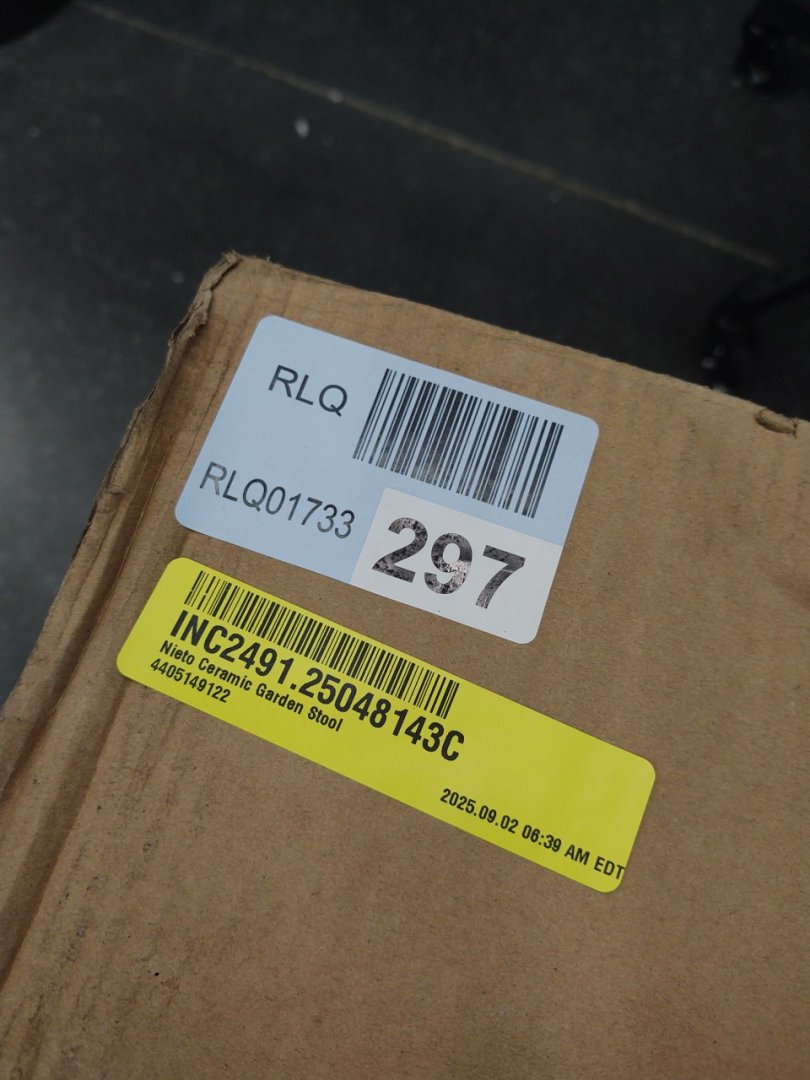 RLQ
RLQ01733
297
INC2491.25048143C
Nieto Ceramic Garden Stool
4405149122
2025.09.02 06:39 AM EDT